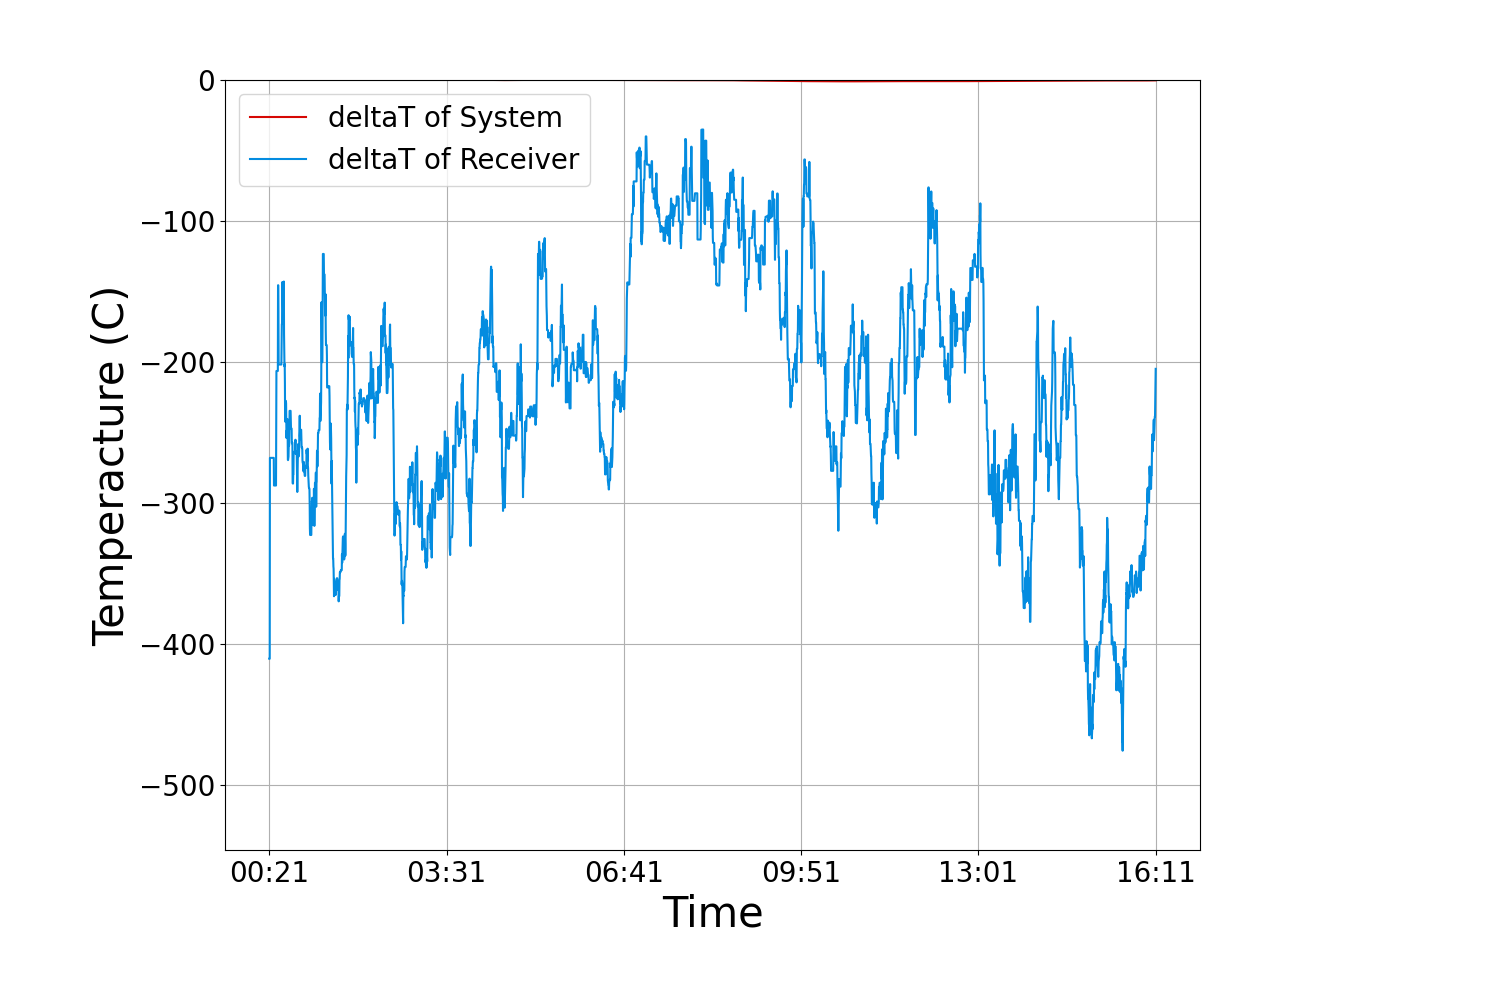 0
−100
−200
−300
−400
−500
Temperacture (C)
deltaT of System
deltaT of Receiver
00:21 03:31 06:41 09:51 13:01 16:11
Time